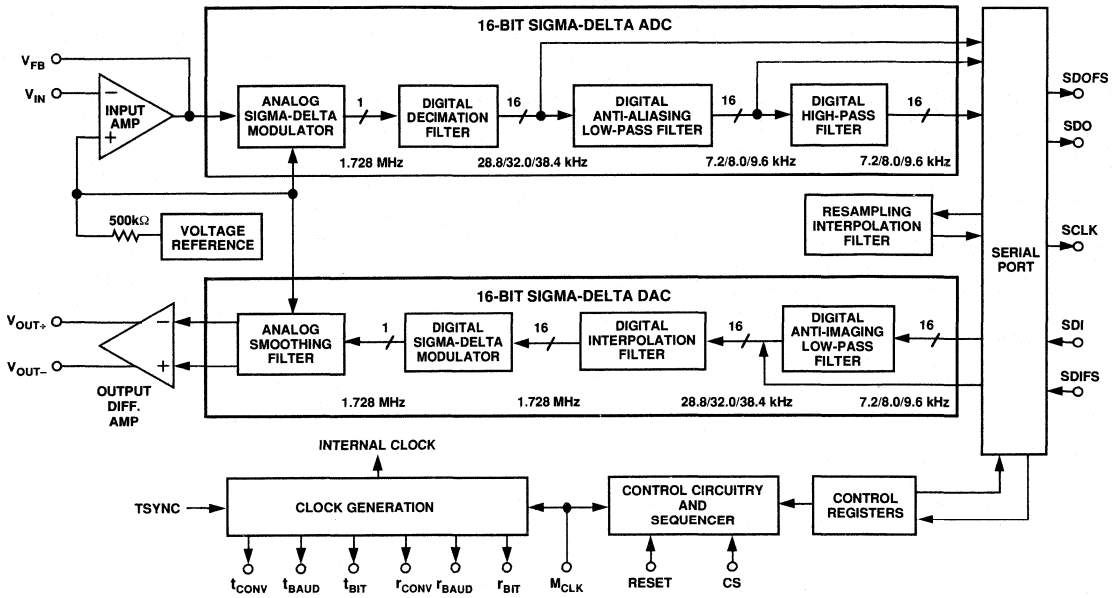 16-BIT SIGMA-DELTA ADC
VFB
VIN
INPUT
AMP
−
+
ANALOG
SIGMA-DELTA
MODULATOR
1
DIGITAL
DECIMATION
FILTER
16
DIGITAL
ANTI-ALIASING
LOW-PASS FILTER
16
DIGITAL
HIGH-PASS
FILTER
16
1.728 MHz
28.8/32.0/38.4 kHz
7.2/8.0/9.6 kHz
7.2/8.0/9.6 kHz
500kΩ
VOLTAGE
REFERENCE
RESAMPLING
INTERPOLATION
FILTER
SERIAL
PORT
SDOFS
SDO
SCLK
SDI
SDIFS
16-BIT SIGMA-DELTA DAC
VOUT+
VOUT−
−
+
OUTPUT
DIFF.
AMP
ANALOG
SMOOTHING
FILTER
1
DIGITAL
SIGMA-DELTA
MODULATOR
16
DIGITAL
INTERPOLATION
FILTER
16
DIGITAL
ANTI-IMAGING
LOW-PASS
FILTER
16
1.728 MHz
1.728 MHz
28.8/32.0/38.4 kHz
7.2/8.0/9.6 kHz
INTERNAL CLOCK
TSYNC
CLOCK GENERATION
CONTROL CIRCUITRY
AND
SEQUENCER
CONTROL
REGISTERS
tCONV
tBAUD
tBIT
rCONV
rBAUD
rBIT
MCLK
RESET
CS